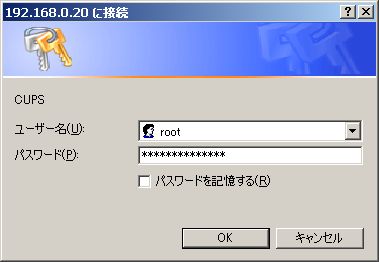 192.168.0.20 に接続
CUPS
ユーザー名(U):
root
パスワード(P):
**************
パスワードを記憶する(R)
OK
キャンセル